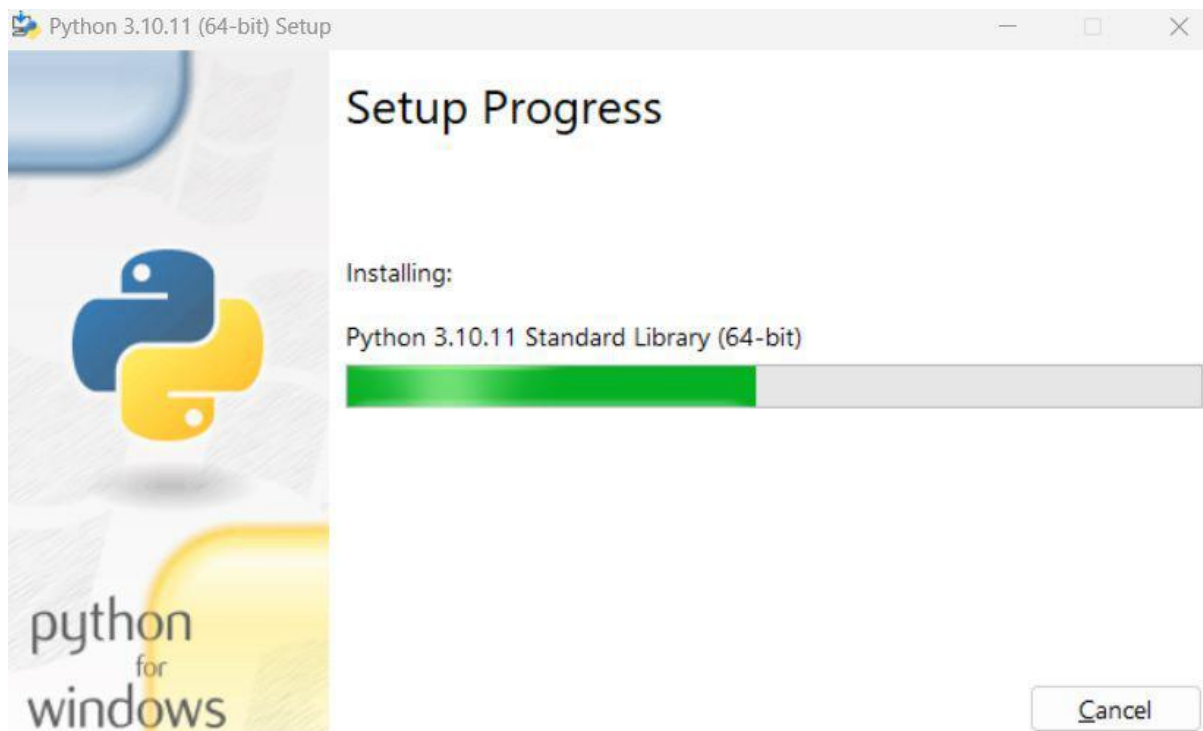 Python 3.10.11 (64-bit) Setup
Setup Progress
Installing:
Python 3.10.11 Standard Library (64-bit)
python
for
windows
Cancel